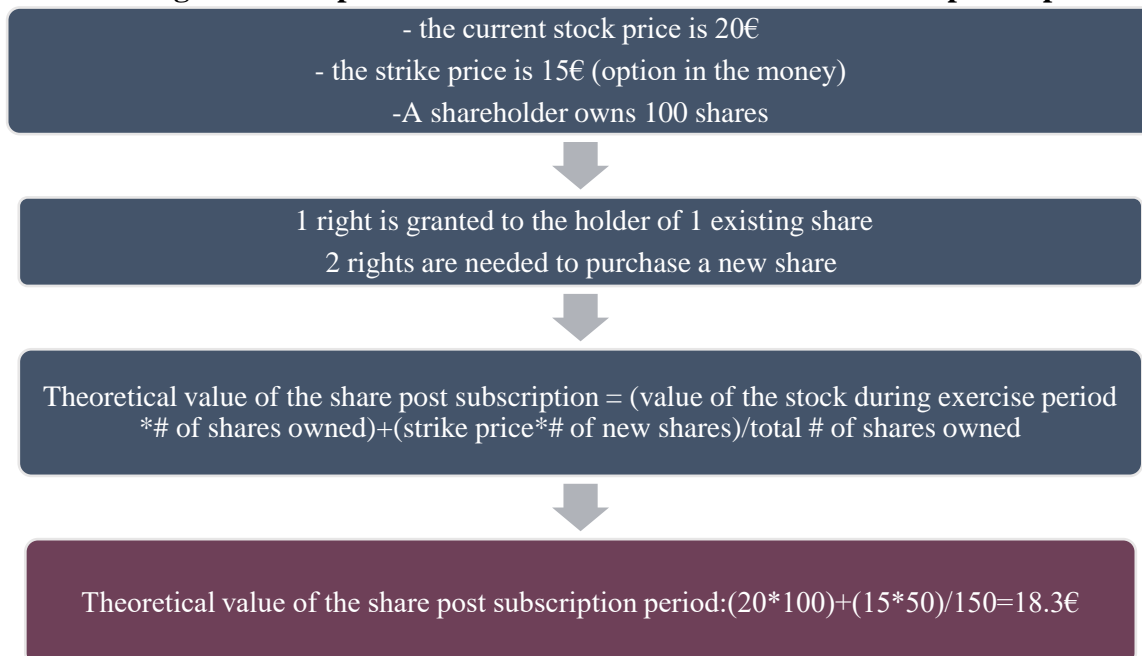 - the current stock price is 20€
- the strike price is 15€ (option in the money)
-A shareholder owns 100 shares
1 right is granted to the holder of 1 existing share
2 rights are needed to purchase a new share
Theoretical value of the share post subscription = (value of the stock during exercise period
*# of shares owned)+(strike price*# of new shares)/total # of shares owned
Theoretical value of the share post subscription period:(20*100)+(15*50)/150=18.3€